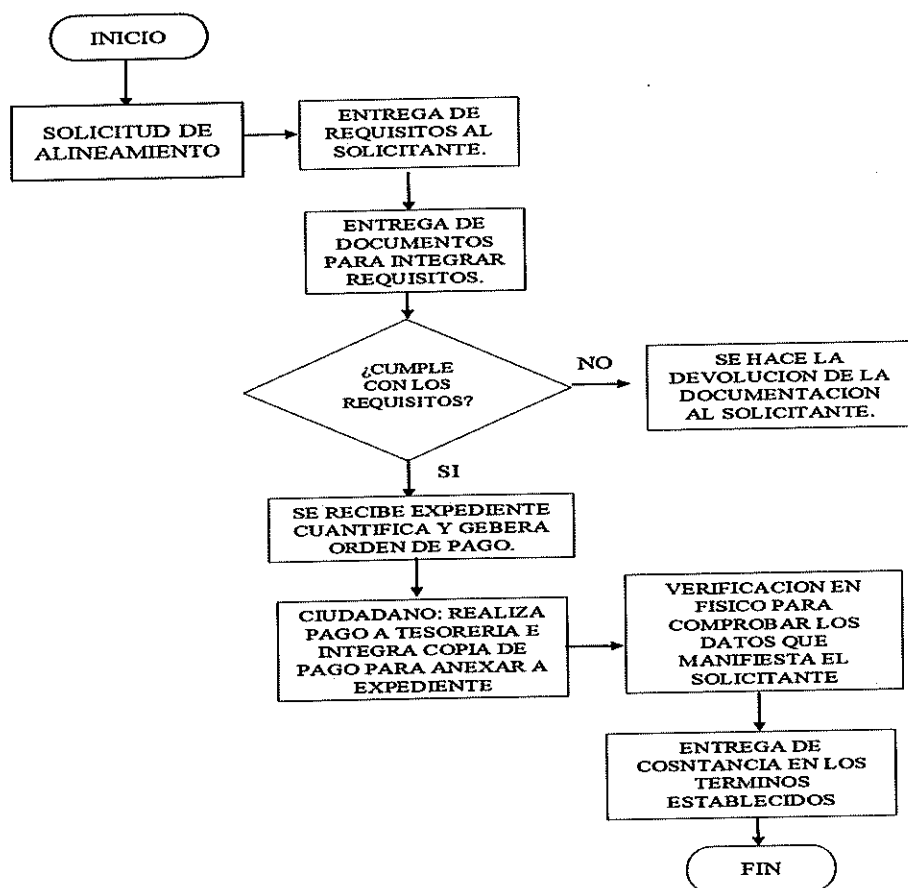 INICIO
SOLICITUD DE
ALINEAMIENTO
ENTREGA DE
REQUISITOS AL
SOLICITANTE.
ENTREGA DE
DOCUMENTOS
PARA INTEGRAR
REQUISITOS.
¿CUMPLE
CON LOS
REQUISITOS?
NO
SE HACE LA
DEVOLUCION DE LA
DOCUMENTACION
AL SOLICITANTE.
SI
SE RECIBE EXPEDIENTE
CUANTIFICA Y GEBERA
ORDEN DE PAGO.
CIUDADANO: REALIZA
PAGO A TESORERIA E
INTEGRA COPIA DE
PAGO PARA ANEXAR A
EXPEDIENTE
VERIFICACION EN
FISICO PARA
COMPROBAR LOS
DATOS QUE
MANIFIESTA EL
SOLICITANTE
ENTREGA DE
COSNTANCIA EN LOS
TERMINOS
ESTABLECIDOS
FIN